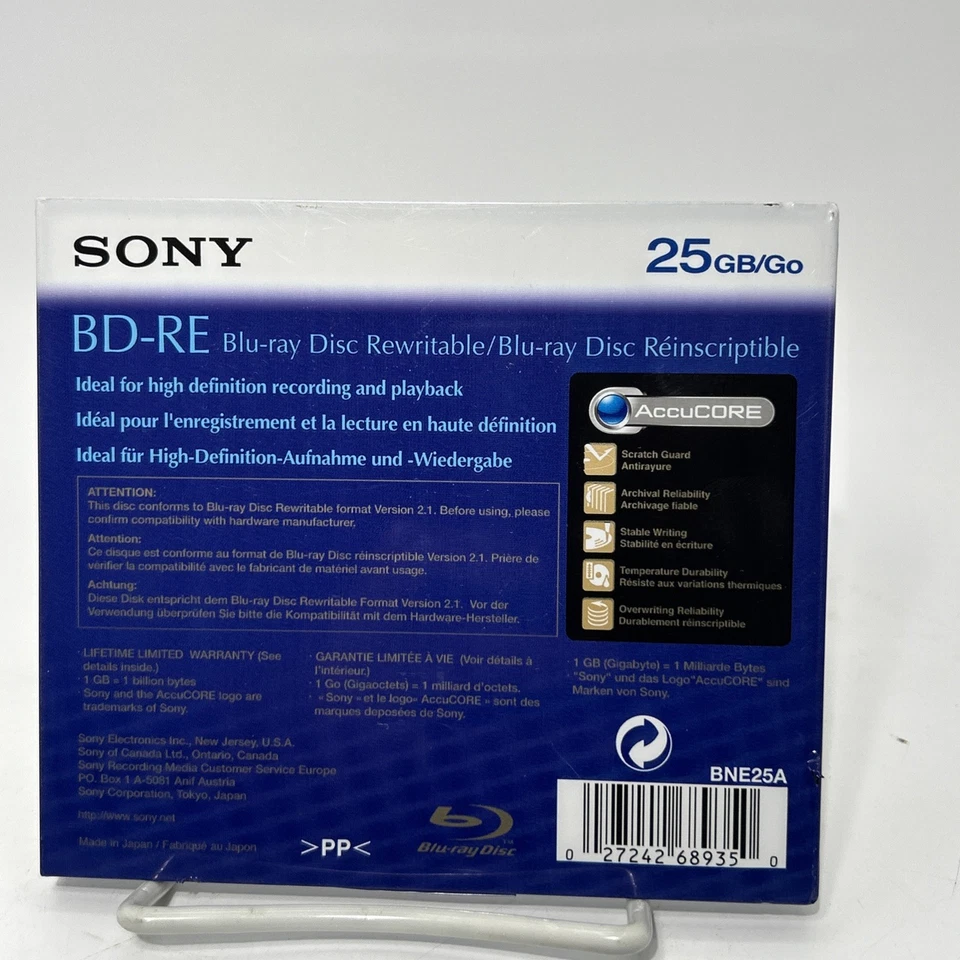 SONY
25GB/Go
BD-RE Blu-ray Disc Rewritable/Blu-ray Disc Réinscriptible
Ideal for high definition recording and playback
Idéal pour l'enregistrement et la lecture en haute définition
Ideal für High-Definition-Aufnahme und -Wiedergabe
ATTENTION:
This disc conforms to Blu-ray Disc Rewritable format Version 2.1. Before using, please
confirm compatibility with hardware manufacturer.
Attention:
Ce disque est conforme au format de Blu-ray Disc réinscriptible Version 2.1. Prière de
vérifier la compatibilité avec le fabricant de matériel avant usage.
Achtung:
Diese Disk entspricht dem Blu-ray Disc Rewritable Format Version 2.1. Vor der
Verwendung überprüfen Sie bitte die Kompatibilität mit dem Hardware-Hersteller.
AccuCORE
Scratch Guard
Antirayure
Archival Reliability
Archivage fiable
Stable Writing
Stabilité en écriture
Temperature Durability
Résiste aux variations thermiques
Overwriting Reliability
Durablement réinscriptible
· LIFETIME LIMITED WARRANTY (See
details inside.)
· 1 GB = 1 billion bytes
· Sony and the AccuCORE logo are
trademarks of Sony.
· GARANTIE LIMITÉE À VIE (Voir détails à
l'intérieur.)
· 1 Go (Gigaoctets) = 1 milliard d'octets.
· « Sony » et le logo« AccuCORE » sont des
marques deposées de Sony.
· 1 GB (Gigabyte) = 1 Milliarde Bytes
· "Sony" und das Logo"AccuCORE" sind
Marken von Sony.
Sony Electronics Inc., New Jersey, U.S.A.
Sony of Canada Ltd., Ontario, Canada
Sony Recording Media Customer Service Europe
PO. Box 1 A-5081 Anif Austria
Sony Corporation, Tokyo, Japan
http://www.sony.net
Made in Japan / Fabriqué au Japon
>PP<
Blu-ray Disc
TM
BNE25A
0 27242 68935 0